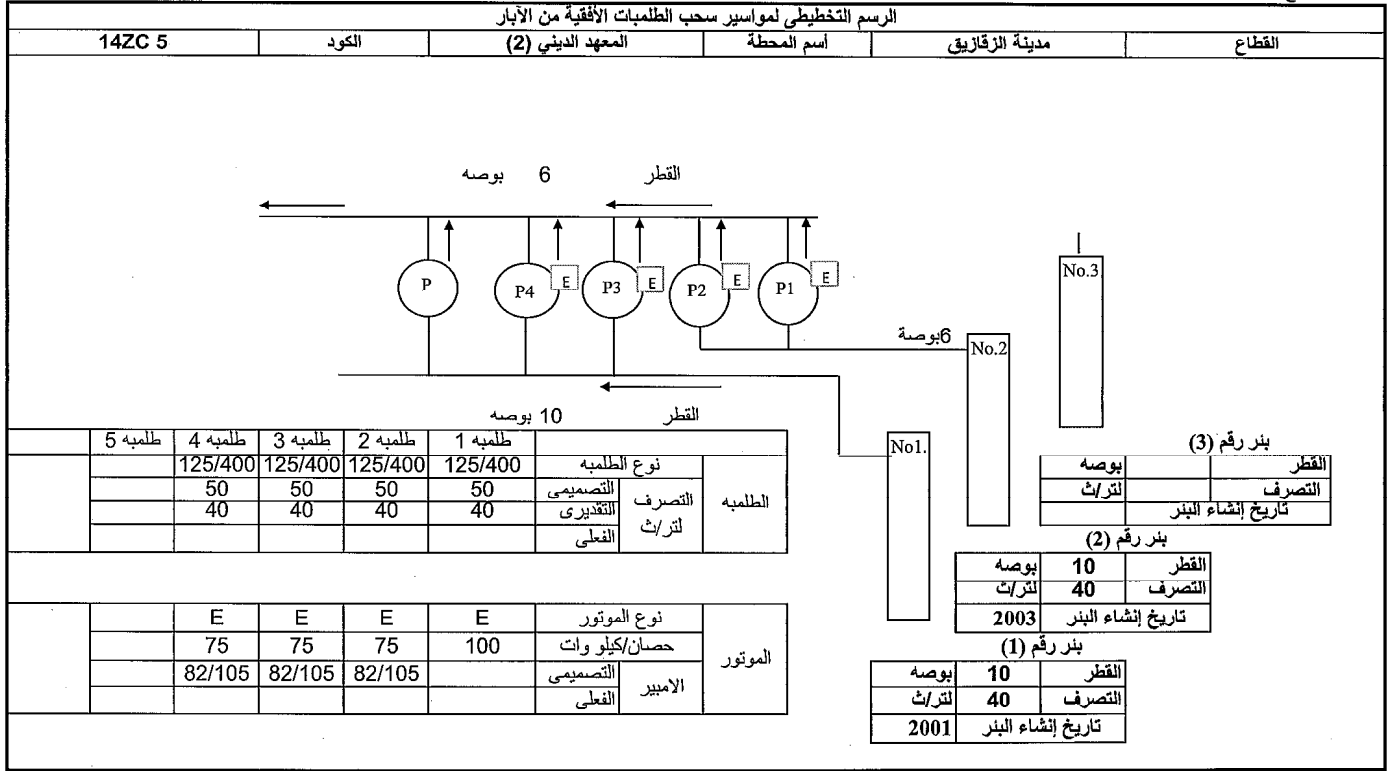 الرسم التخطيطى لمواسير سحب الطلمبات الأفقية من الآبار
القطاع مدينة الزقازيق أسم المحطة المعهد الديني (2) الكود 14ZC 5
القطر 6 بوصه
P P4 E P3 E P2 E P1 E
No.3
6بوصة
No.2
القطر 10 بوصه
No1.
طلمبه 1 طلمبه 2 طلمبه 3 طلمبه 4 طلمبه 5
الطلمبه
نوع الطلمبه 125/400 125/400 125/400 125/400
التصرف لتر/ث
التصميمى 50 50 50 50
التقديرى 40 40 40 40
الفعلى
الموتور
نوع الموتور E E E E
حصان/كيلو وات 100 75 75 75
الامبير
التصميمى 82/105 82/105 82/105
الفعلى
بئر رقم (3)
القطر بوصه
التصرف لتر/ث
تاريخ إنشاء البئر
بئر رقم (2)
القطر 10 بوصه
التصرف 40 لتر/ث
تاريخ إنشاء البئر 2003
بئر رقم (1)
القطر 10 بوصه
التصرف 40 لتر/ث
تاريخ إنشاء البئر 2001